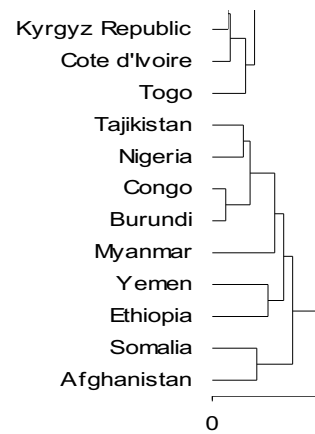 Kyrgyz Republic
Cote d'Ivoire
Togo
Tajikistan
Nigeria
Congo
Burundi
Myanmar
Yemen
Ethiopia
Somalia
Afghanistan
0